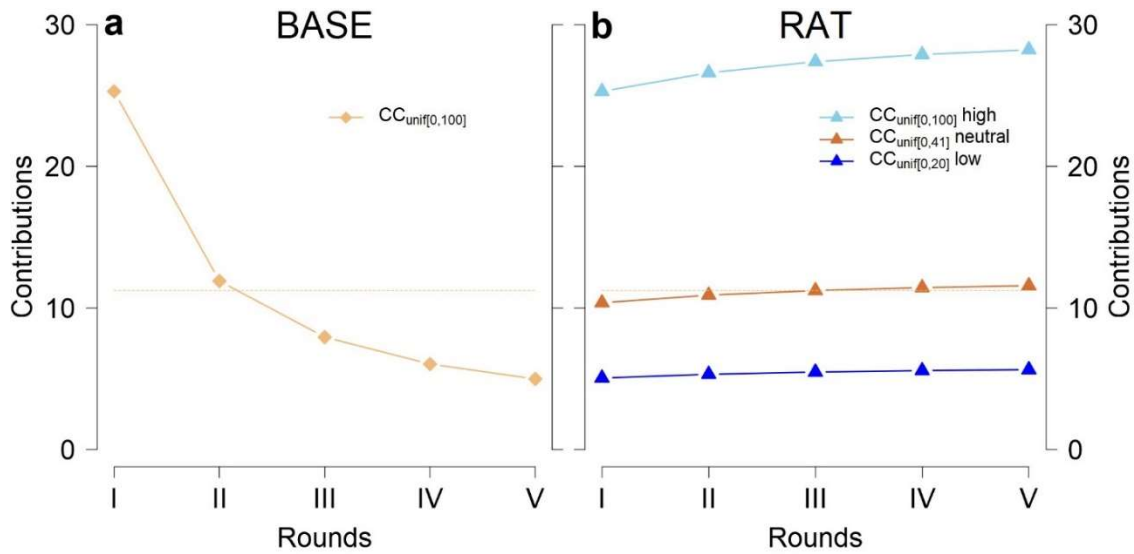 a BASE
b RAT
30
20
10
0
Contributions
CCunif[0,100]
I II III IV V
Rounds
CCunif[0,100] high
CCunif[0,41] neutral
CCunif[0,20] low
30
20
10
0
Contributions
I II III IV V
Rounds